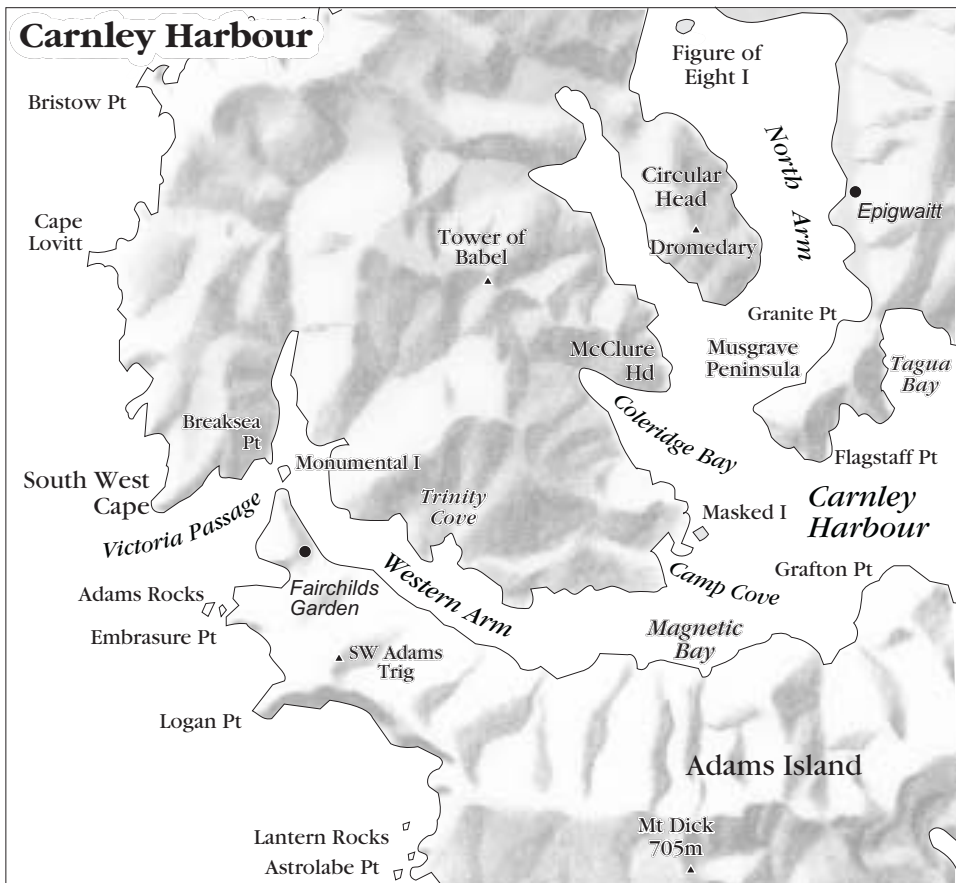 Carnley Harbour
Figure of
Eight I
Bristow Pt
North Arm
Circular
Head
Epigwaitt
Cape
Lovitt
Tower of
Babel
Dromedary
Granite Pt
McClure
Hd
Musgrave
Peninsula
Tagua
Bay
Breaksea
Pt
Coleridge Bay
Monumental I
Flagstaff Pt
South West
Cape
Trinity
Cove
Masked I
Carnley
Harbour
Victoria Passage
Western Arm
Camp Cove
Grafton Pt
Adams Rocks
Fairchilds
Garden
Embrasure Pt
Magnetic
Bay
SW Adams
Trig
Logan Pt
Adams Island
Lantern Rocks
Mt Dick
705m
Astrolabe Pt